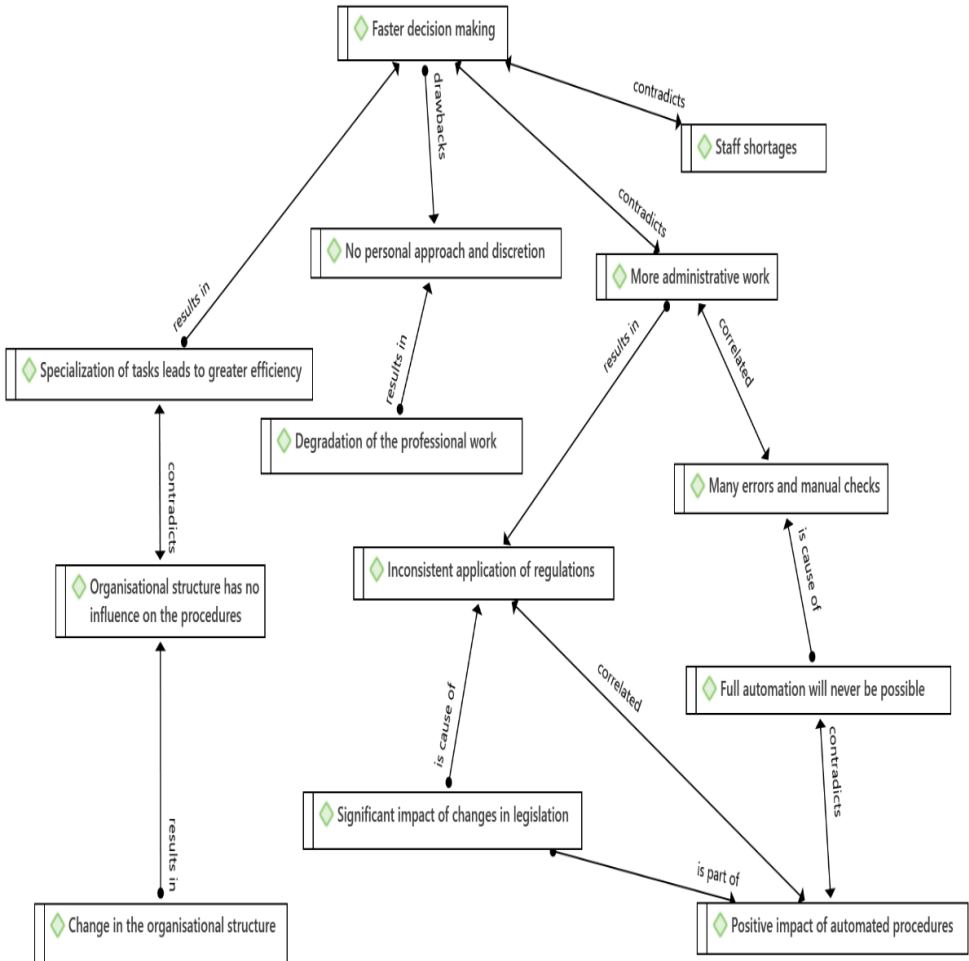 Faster decision making
drawbacks
contradicts
Staff shortages
contradicts
No personal approach and discretion
More administrative work
results in
results in
correlated
Specialization of tasks leads to greater efficiency
results in
Degradation of the professional work
contradicts
Many errors and manual checks
is cause of
Inconsistent application of regulations
Organisational structure has no
influence on the procedures
correlated
Full automation will never be possible
is cause of
contradicts
Significant impact of changes in legislation
results in
is part of
Change in the organisational structure
Positive impact of automated procedures